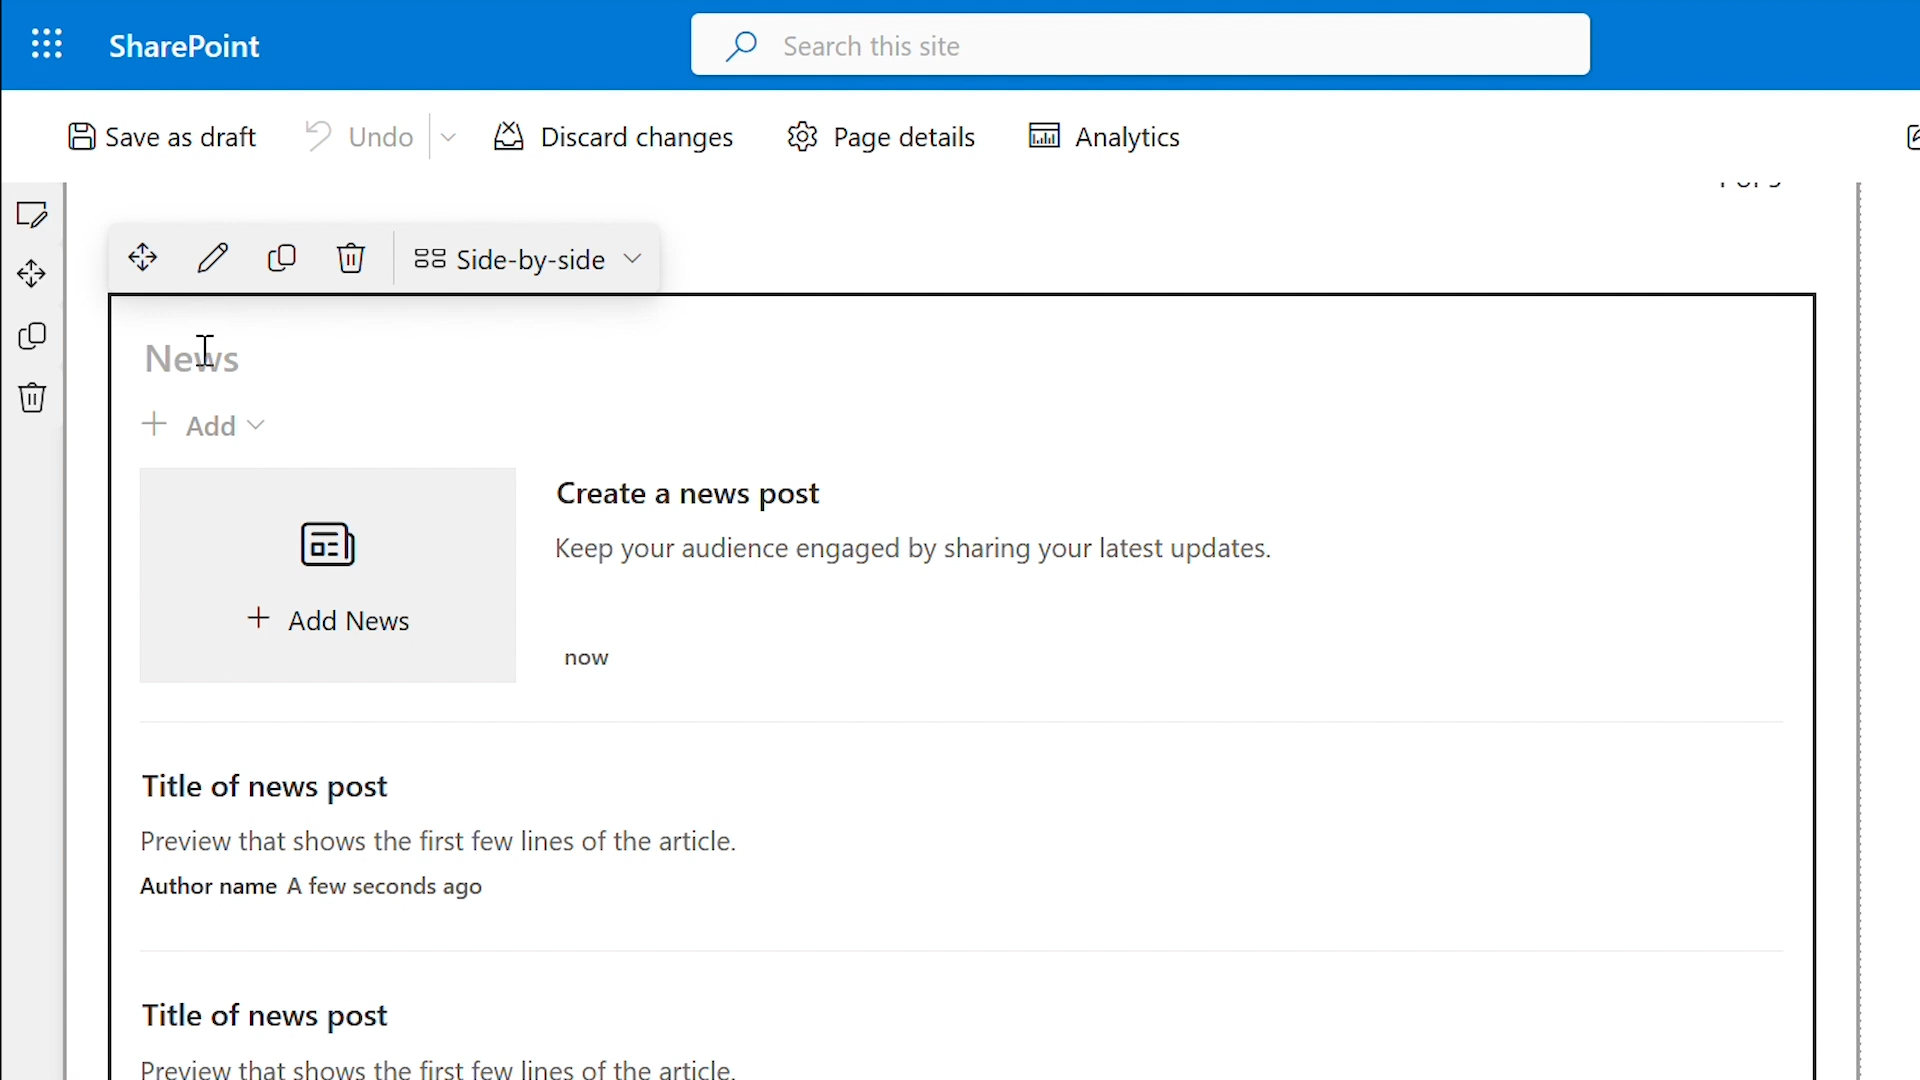 SharePoint
Search this site
Save as draft
Undo
Discard changes
Page details
Analytics
Side-by-side
News
Add
Create a news post
Keep your audience engaged by sharing your latest updates.
Add News
now
Title of news post
Preview that shows the first few lines of the article.
Author name A few seconds ago
Title of news post
Preview that shows the first few lines of the article.